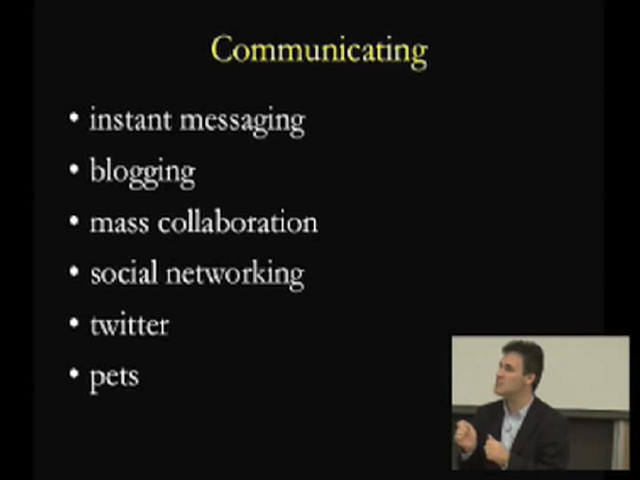 Communicating
• instant messaging
• blogging
• mass collaboration
• social networking
• twitter
• pets